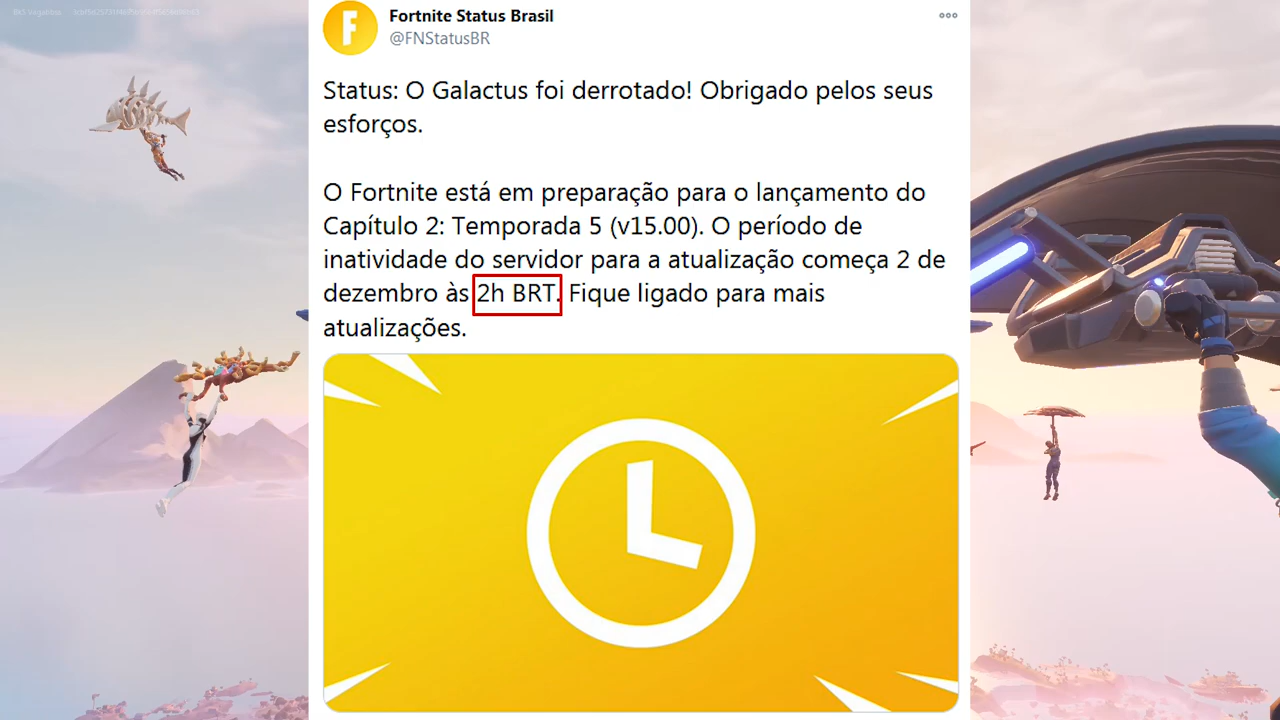 Fortnite Status Brasil
@FNStatusBR
Status: O Galactus foi derrotado! Obrigado pelos seus
esforços.
O Fortnite está em preparação para o lançamento do
Capítulo 2: Temporada 5 (v15.00). O período de
inatividade do servidor para a atualização começa 2 de
dezembro às 2h BRT. Fique ligado para mais
atualizações.